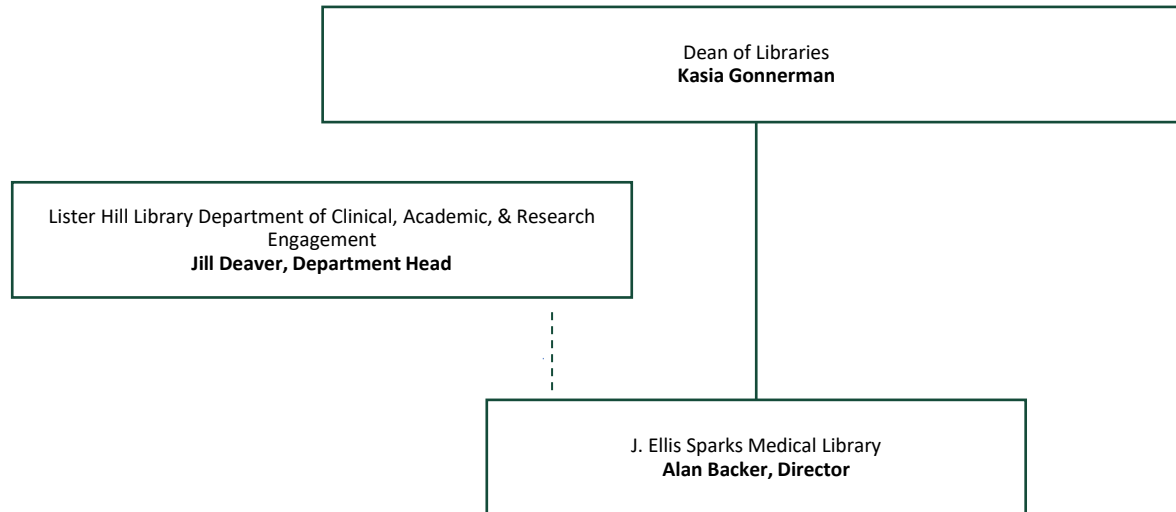 Dean of Libraries
Kasia Gonnerman
Lister Hill Library Department of Clinical, Academic, & Research
Engagement
Jill Deaver, Department Head
J. Ellis Sparks Medical Library
Alan Backer, Director